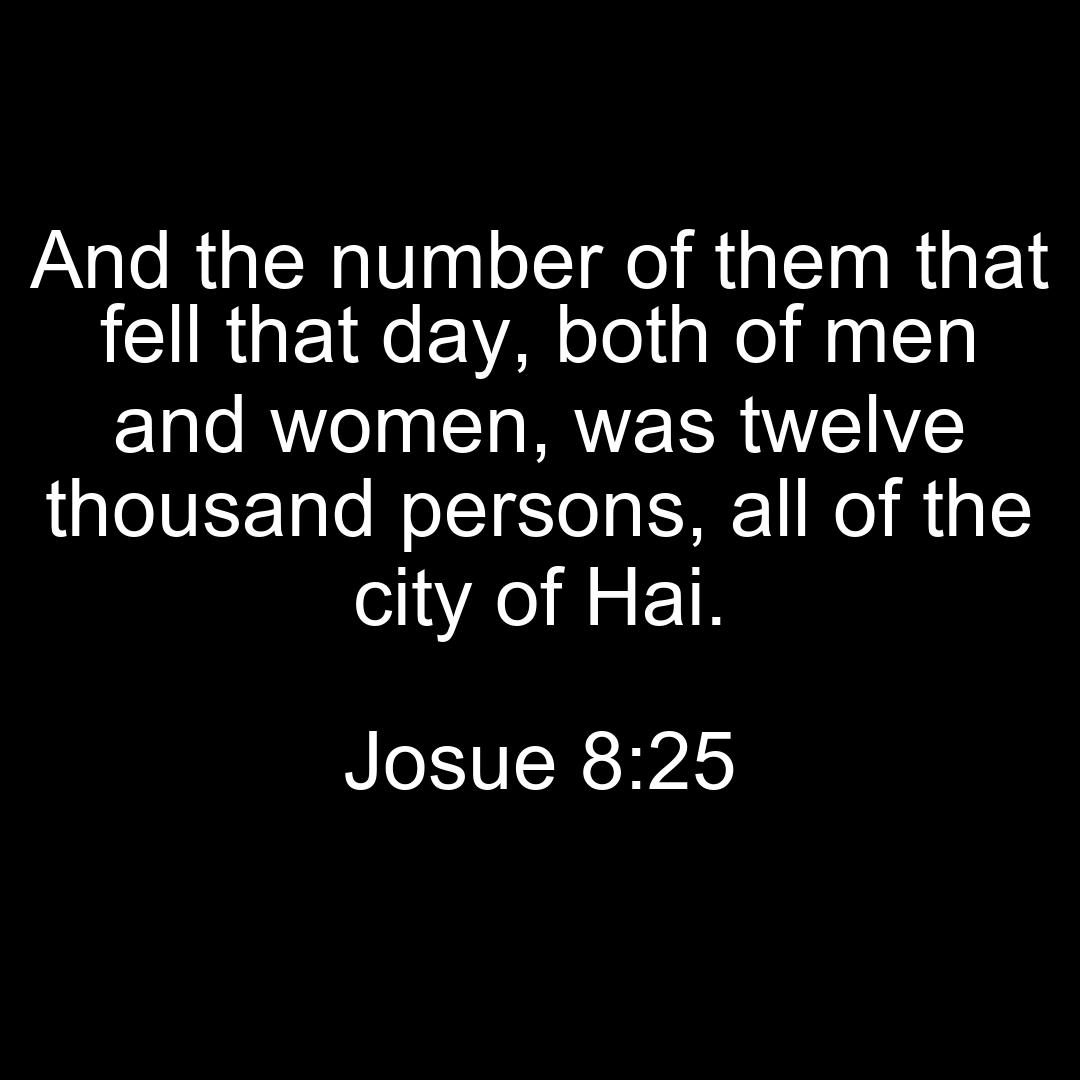 And the number of them that
fell that day, both of men
and women, was twelve
thousand persons, all of the
city of Hai.
Josue 8:25